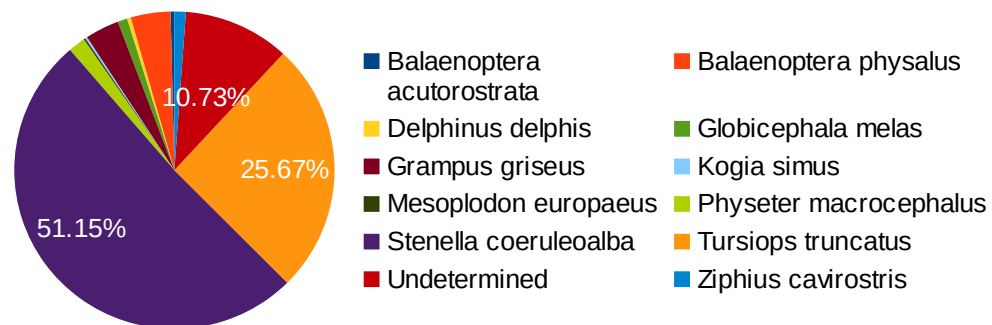 10.73%
25.67%
51.15%
Balaenoptera
acutorostrata
Balaenoptera physalus
Delphinus delphis
Globicephala melas
Grampus griseus
Kogia simus
Mesoplodon europaeus
Physeter macrocephalus
Stenella coeruleoalba
Tursiops truncatus
Undetermined
Ziphius cavirostris